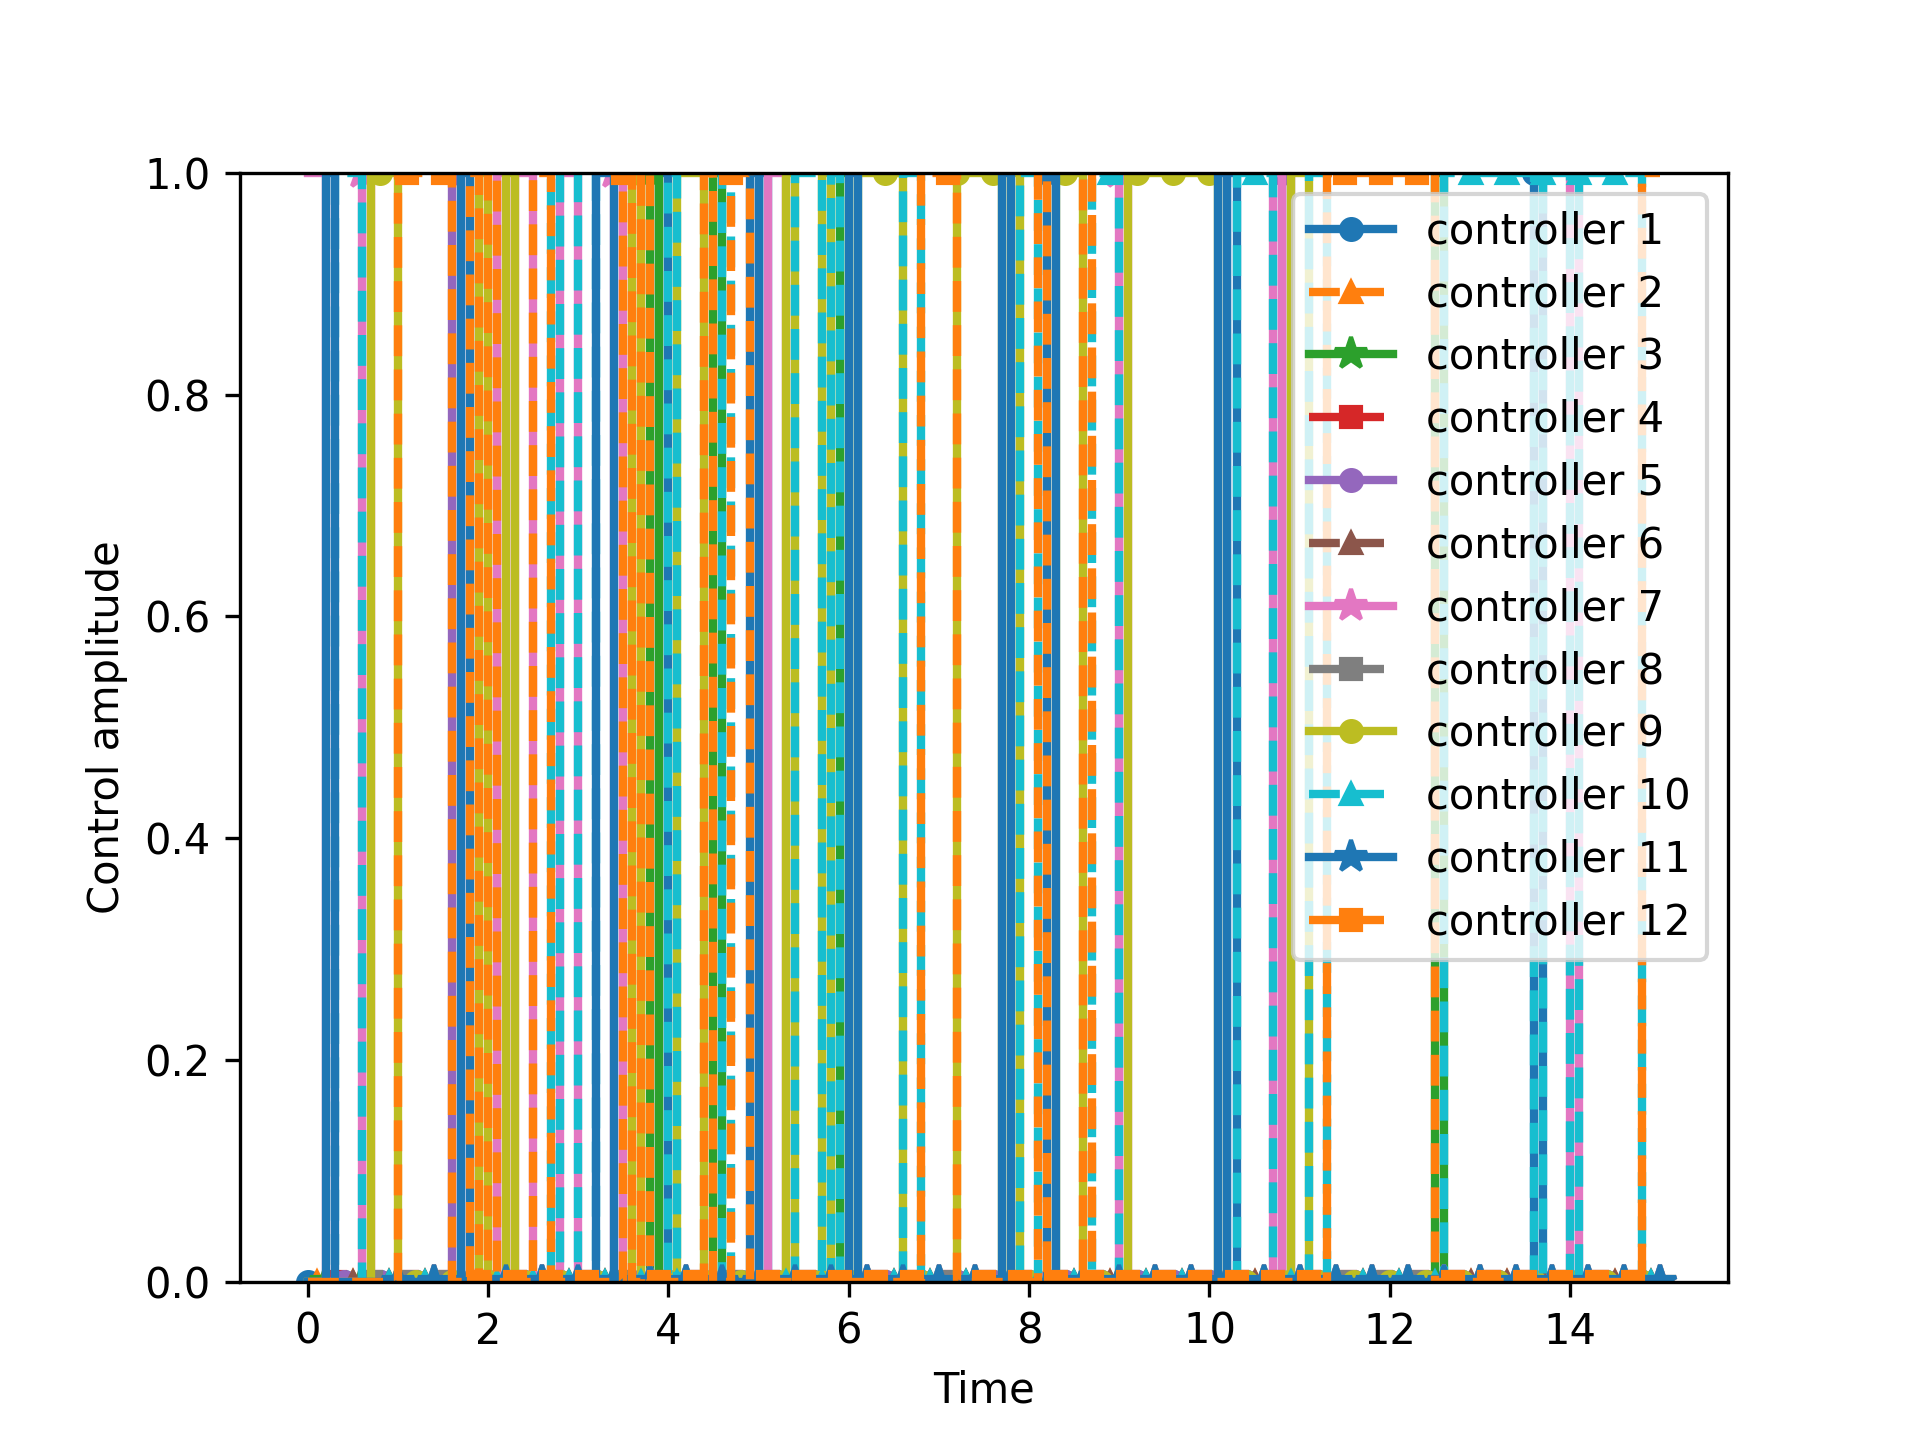 1.0
0.8
0.6
0.4
0.2
0.0
Control amplitude
0 2 4 6 8 10 12 14
Time
controller 1
controller 2
controller 3
controller 4
controller 5
controller 6
controller 7
controller 8
controller 9
controller 10
controller 11
controller 12